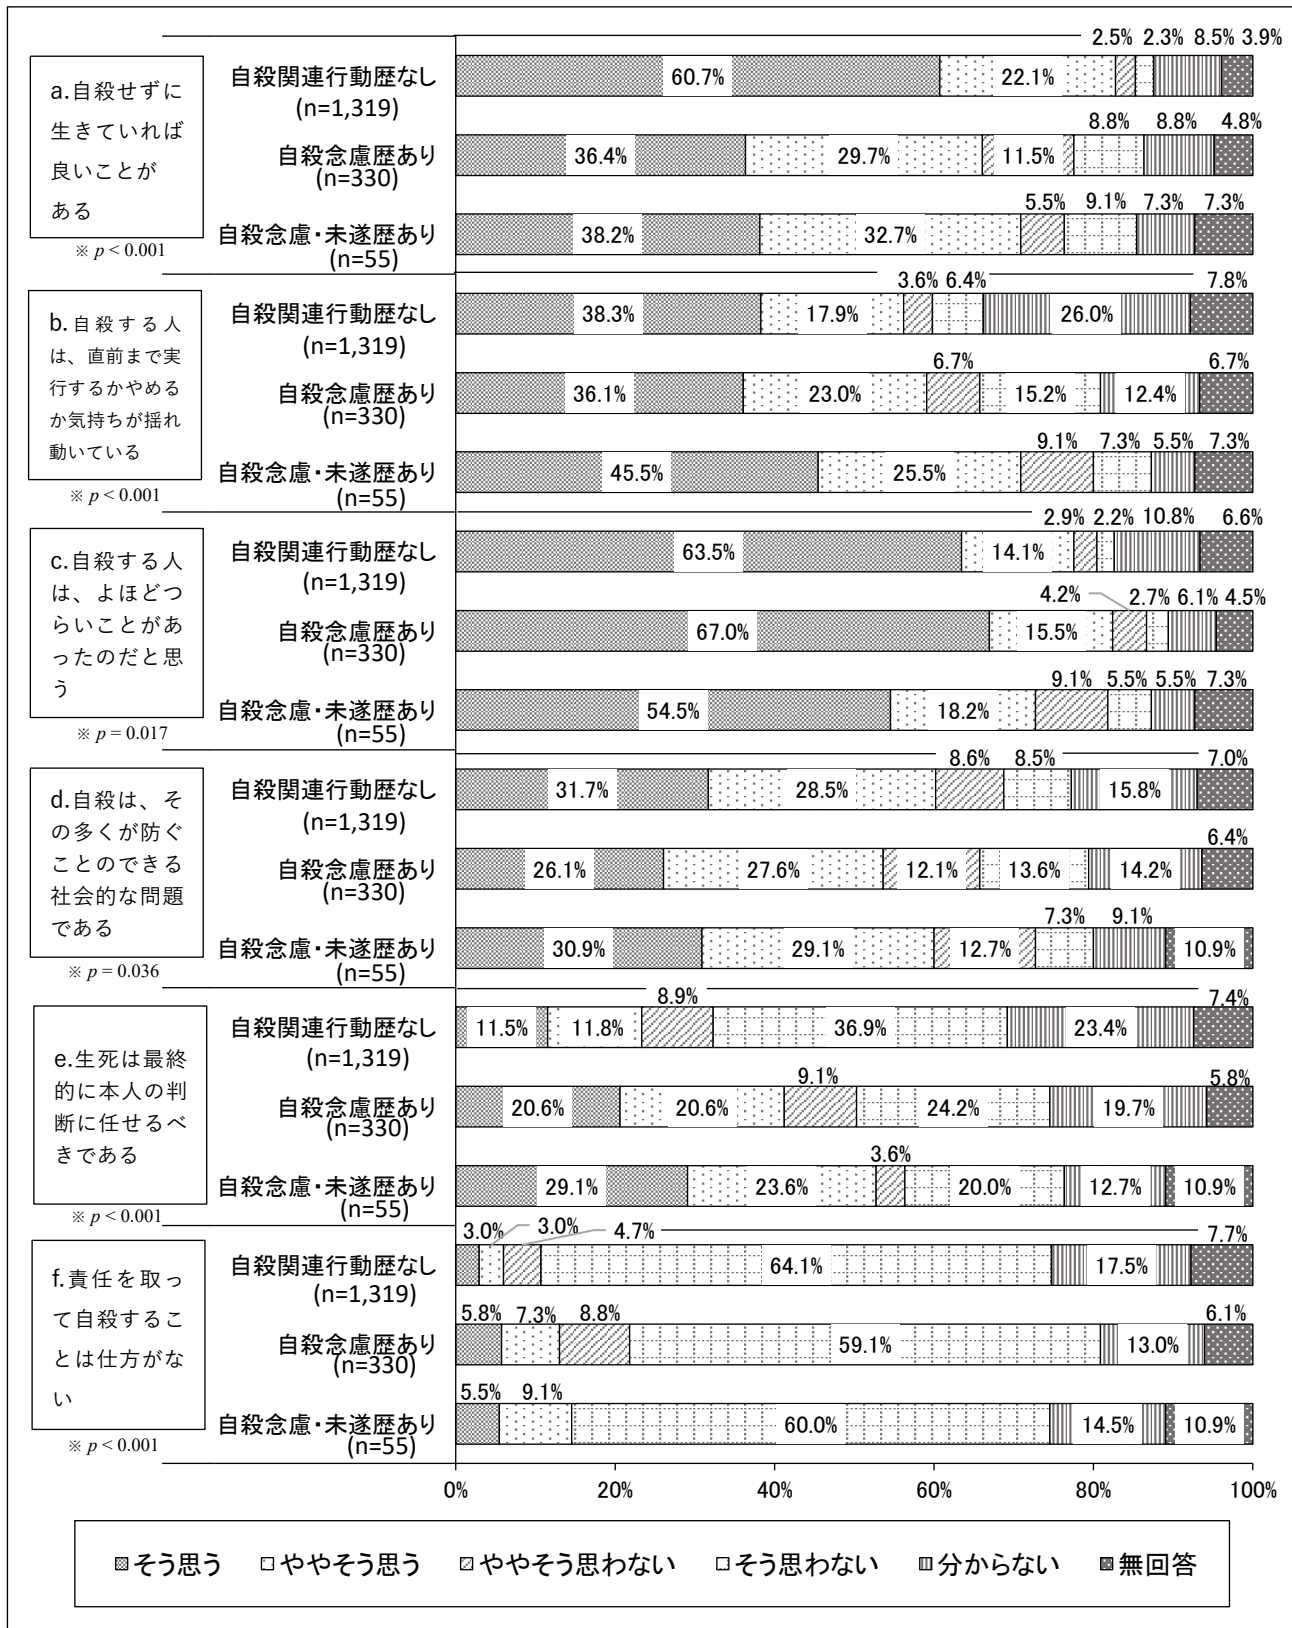 2.5% 2.3% 8.5% 3.9%
a.自殺せずに
生きていれば
良いことが
ある
※ p < 0.001
自殺関連行動歴なし
(n=1,319)
60.7% 22.1%
8.8% 8.8% 4.8%
自殺念慮歴あり
(n=330)
36.4% 29.7% 11.5%
5.5% 9.1% 7.3% 7.3%
自殺念慮・未遂歴あり
(n=55)
38.2% 32.7%
b.自殺する人
は、直前まで実
行するかやめる
か気持ちが揺れ
動いている
※ p < 0.001
3.6% 6.4% 7.8%
自殺関連行動歴なし
(n=1,319)
38.3% 17.9% 26.0%
6.7% 6.7%
自殺念慮歴あり
(n=330)
36.1% 23.0% 15.2% 12.4%
9.1% 7.3% 5.5% 7.3%
自殺念慮・未遂歴あり
(n=55)
45.5% 25.5%
c.自殺する人
は、よほどつ
らいことがあ
ったのだと思
う
※ p = 0.017
2.9% 2.2% 10.8% 6.6%
自殺関連行動歴なし
(n=1,319)
63.5% 14.1%
4.2% 2.7% 6.1% 4.5%
自殺念慮歴あり
(n=330)
67.0% 15.5%
9.1% 5.5% 5.5% 7.3%
自殺念慮・未遂歴あり
(n=55)
54.5% 18.2%
d.自殺は、そ
の多くが防ぐ
ことのできる
社会的な問題
である
※ p = 0.036
8.6% 8.5% 7.0%
自殺関連行動歴なし
(n=1,319)
31.7% 28.5% 15.8%
6.4%
自殺念慮歴あり
(n=330)
26.1% 27.6% 12.1% 13.6% 14.2%
7.3% 9.1%
自殺念慮・未遂歴あり
(n=55)
30.9% 29.1% 12.7% 10.9%
e.生死は最終
的に本人の判
断に任せるべ
きである
※ p < 0.001
8.9% 7.4%
自殺関連行動歴なし
(n=1,319)
11.5% 11.8% 36.9% 23.4%
9.1% 5.8%
自殺念慮歴あり
(n=330)
20.6% 20.6% 24.2% 19.7%
3.6%
自殺念慮・未遂歴あり
(n=55)
29.1% 23.6% 20.0% 12.7% 10.9%
f.責任を取っ
て自殺するこ
とは仕方がな
い
※ p < 0.001
3.0% 3.0% 4.7% 7.7%
自殺関連行動歴なし
(n=1,319)
64.1% 17.5%
5.8% 7.3% 8.8% 6.1%
自殺念慮歴あり
(n=330)
59.1% 13.0%
5.5% 9.1%
自殺念慮・未遂歴あり
(n=55)
60.0% 14.5% 10.9%
0% 20% 40% 60% 80% 100%
そう思う ややそう思う ややそう思わない そう思わない 分からない 無回答